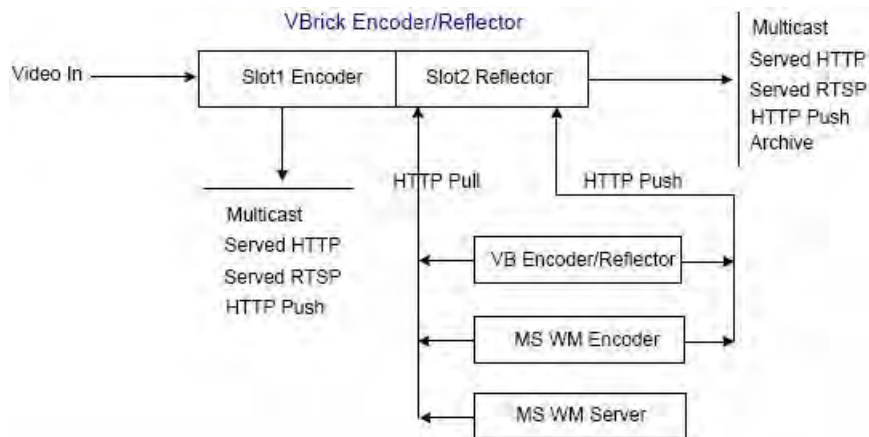 VBrick Encoder/Reflector
Video In
Slot1 Encoder
Slot2 Reflector
Multicast
Served HTTP
Served RTSP
HTTP Push
Archive
HTTP Pull
HTTP Push
Multicast
Served HTTP
Served RTSP
HTTP Push
VB Encoder/Reflector
MS WM Encoder
MS WM Server